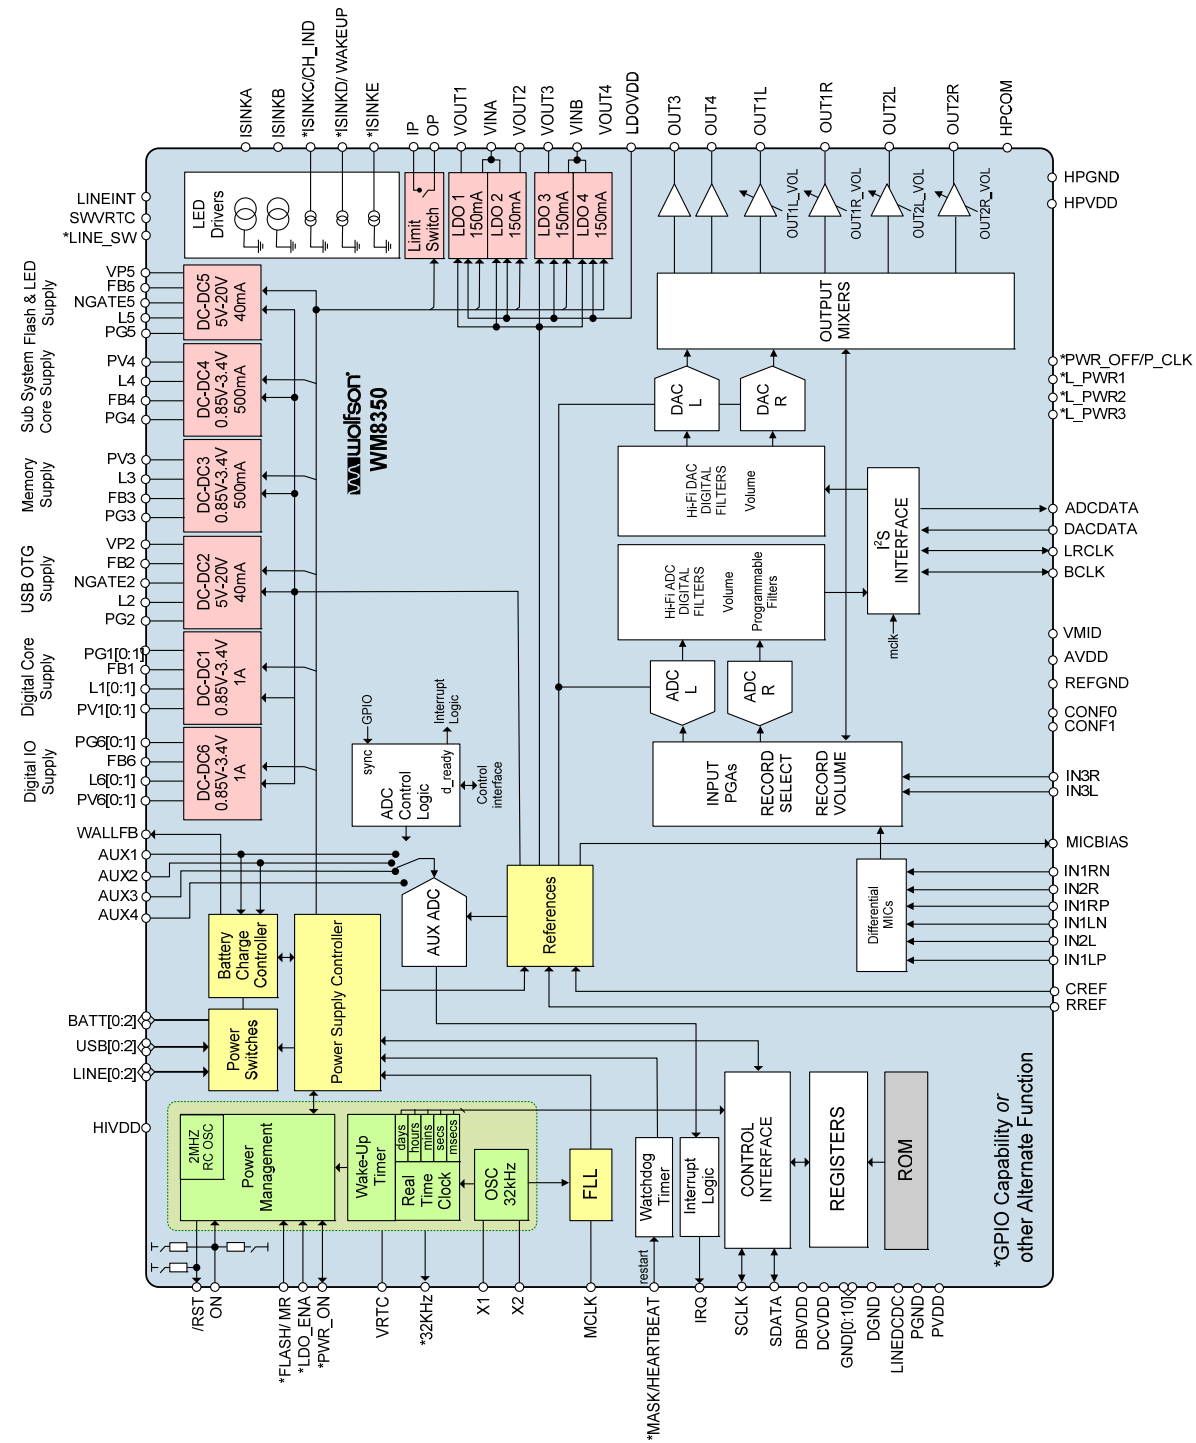 ISINKA
ISINKB
*ISINKC/CH_IND
*ISINKD/ WAKEUP
*ISINKE
IP
OP
VOUT1
VINA
VOUT2
VOUT3
VINB
VOUT4
LDOVDD
OUT3
OUT4
OUT1L
OUT1R
OUT2L
OUT2R
HPCOM
LINEINT
SWVRTC
*LINE_SW
HPGND
HPVDD
LED
Drivers
Limit
Switch
LDO 1
150mA
LDO 2
150mA
LDO 3
150mA
LDO 4
150mA
OUT1L_VOL
OUT1R_VOL
OUT2L_VOL
OUT2R_VOL
Flash & LED
Supply
VP5
FB5
NGATE5
L5
PG5
DC-DC5
5V-20V
40mA
OUTPUT
MIXERS
Sub System
Core Supply
PV4
L4
FB4
PG4
DC-DC4
0.85V-3.4V
500mA
wolfson®
WM8350
DAC
L
DAC
R
*PWR_OFF/P_CLK
*L_PWR1
*L_PWR2
*L_PWR3
Memory
Supply
PV3
L3
FB3
PG3
DC-DC3
0.85V-3.4V
500mA
Hi-Fi DAC
DIGITAL
FILTERS
Volume
I2S
INTERFACE
mclk
ADCDATA
DACDATA
LRCLK
BCLK
USB OTG
Supply
VP2
FB2
NGATE2
L2
PG2
DC-DC2
5V-20V
40mA
Hi-Fi ADC
DIGITAL
FILTERS
Volume
Programmable
Filters
Digital Core
Supply
PG1[0:1]
FB1
L1[0:1]
PV1[0:1]
DC-DC1
0.85V-3.4V
1A
ADC
L
ADC
R
VMID
AVDD
REFGND
CONF0
CONF1
Digital IO
Supply
PG6[0:1]
FB6
L6[0:1]
PV6[0:1]
DC-DC6
0.85V-3.4V
1A
GPIO
Interrupt
Logic
sync
d_ready
ADC
Control
Logic
Control
interface
INPUT
PGAs
RECORD
SELECT
RECORD
VOLUME
IN3R
IN3L
WALLFB
AUX1
AUX2
AUX3
AUX4
MICBIAS
Battery
Charge
Controller
Power Supply Controller
AUX ADC
References
Differential
MICs
IN1RN
IN2R
IN1RP
IN1LN
IN2L
IN1LP
CREF
RREF
BATT[0:2]
USB[0:2]
LINE[0:2]
Power
Switches
HIVDD
2MHZ
RC OSC
Power
Management
Wake-Up
Timer
days
hours
mins
secs
msecs
Real
Time
Clock
OSC
32kHz
FLL
Watchdog
Timer
restart
Interrupt
Logic
CONTROL
INTERFACE
REGISTERS
ROM
*GPIO Capability or
other Alternate Function
/RST
ON
*FLASH/ MR
*LDO_ENA
*PWR_ON
VRTC
*32KHz
X1
X2
MCLK
*MASK/HEARTBEAT
IRQ
SCLK
SDATA
DBVDD
DCVDD
GND[0:10]
DGND
LINEDCDC
PGND
PVDD